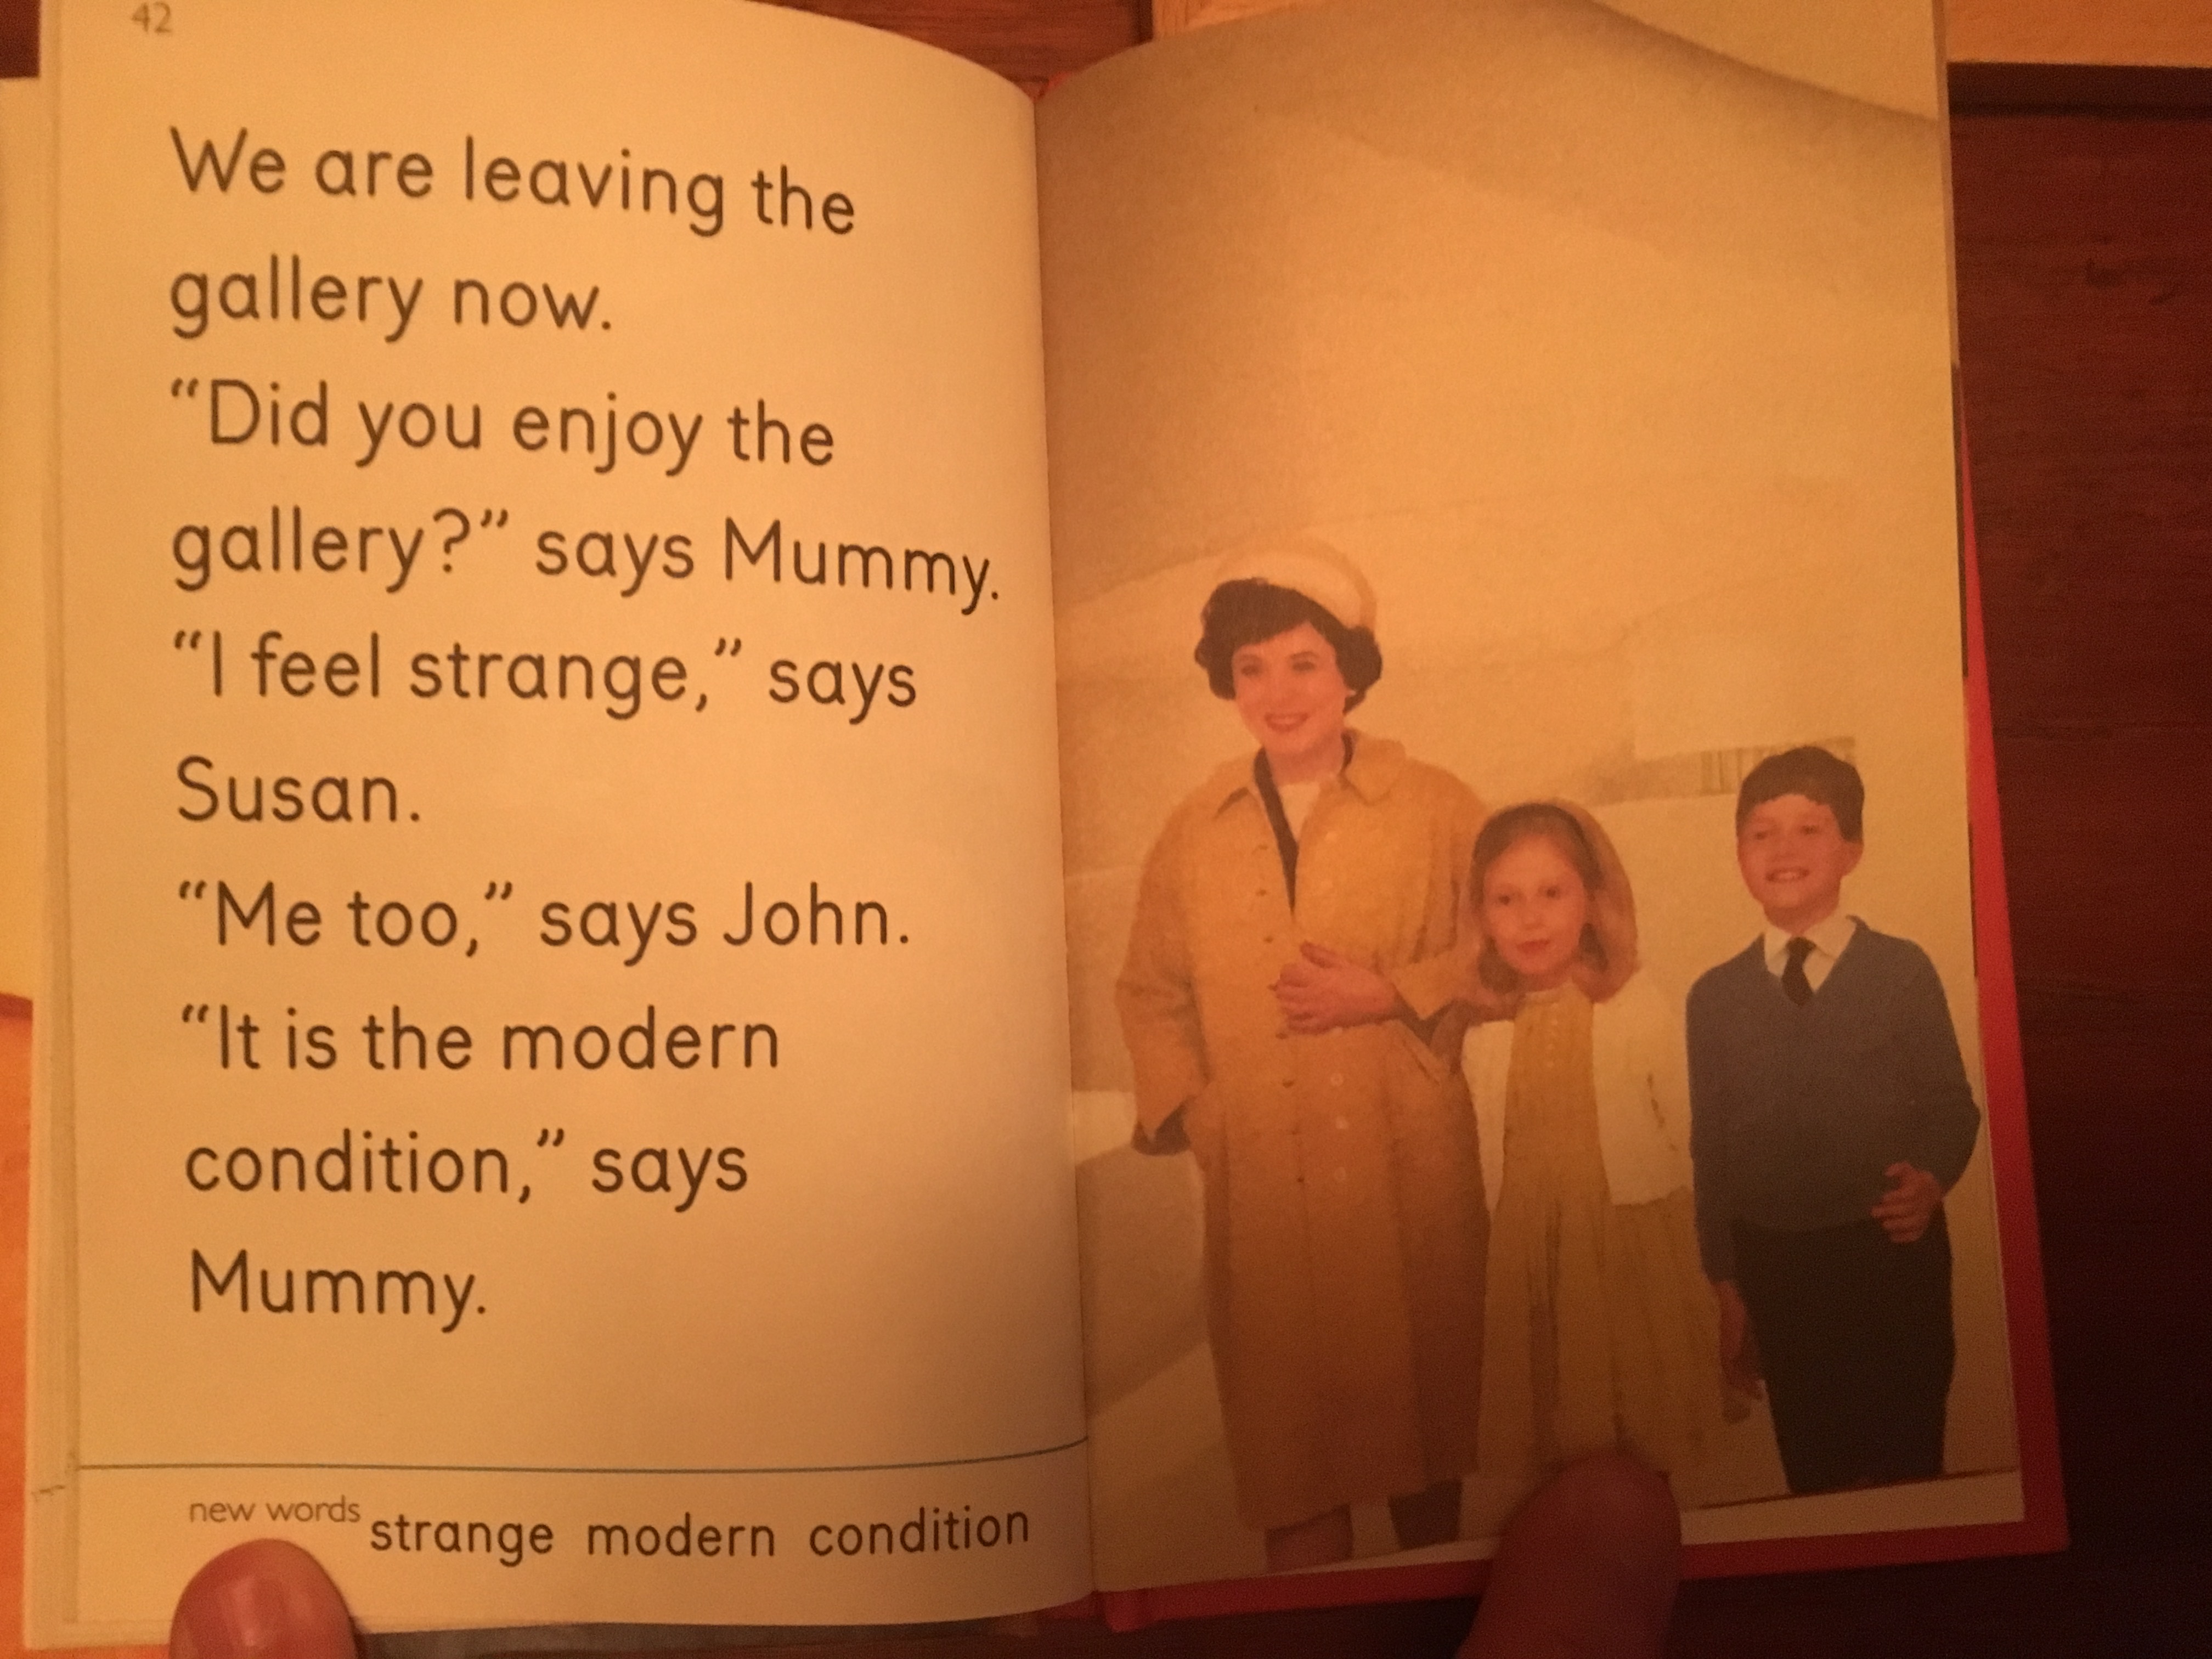 42
We are leaving the
gallery now.
“Did you enjoy the
gallery?” says Mummy.
“I feel strange,” says
Susan.
“Me too,” says John.
“It is the modern
condition,” says
Mummy.
new words strange modern condition